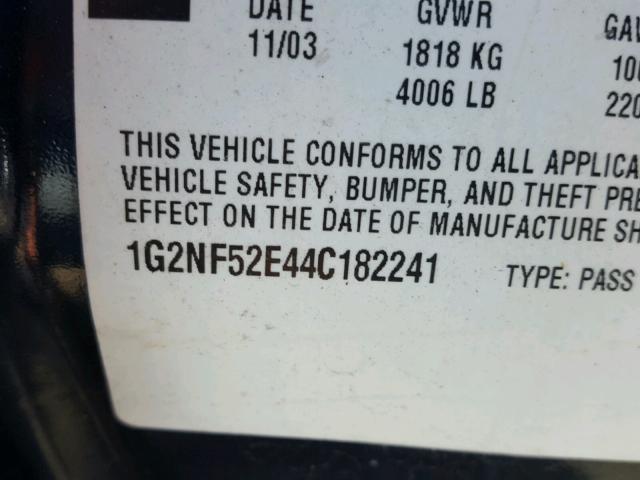 DATE GVWR
11/03 1818 KG
4006 LB
THIS VEHICLE CONFORMS TO ALL
VEHICLE SAFETY, BUMPER, AND THEFT
EFFECT ON THE DATE OF MANUFACTURE
1G2NF52E44C182241 TYPE: PASS